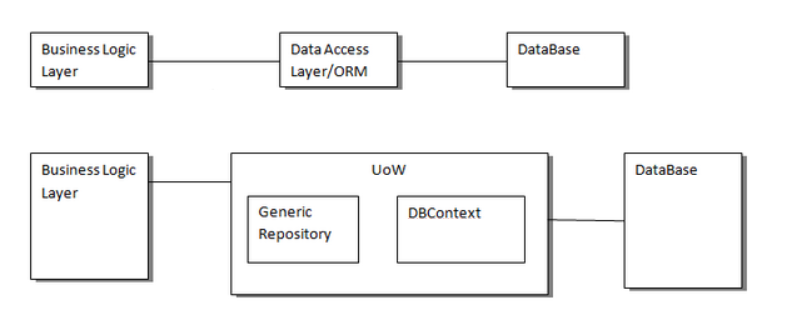 Business Logic
Layer
Data Access
Layer/ORM
DataBase
Business Logic
Layer
UoW
Generic
Repository
DBContext
DataBase